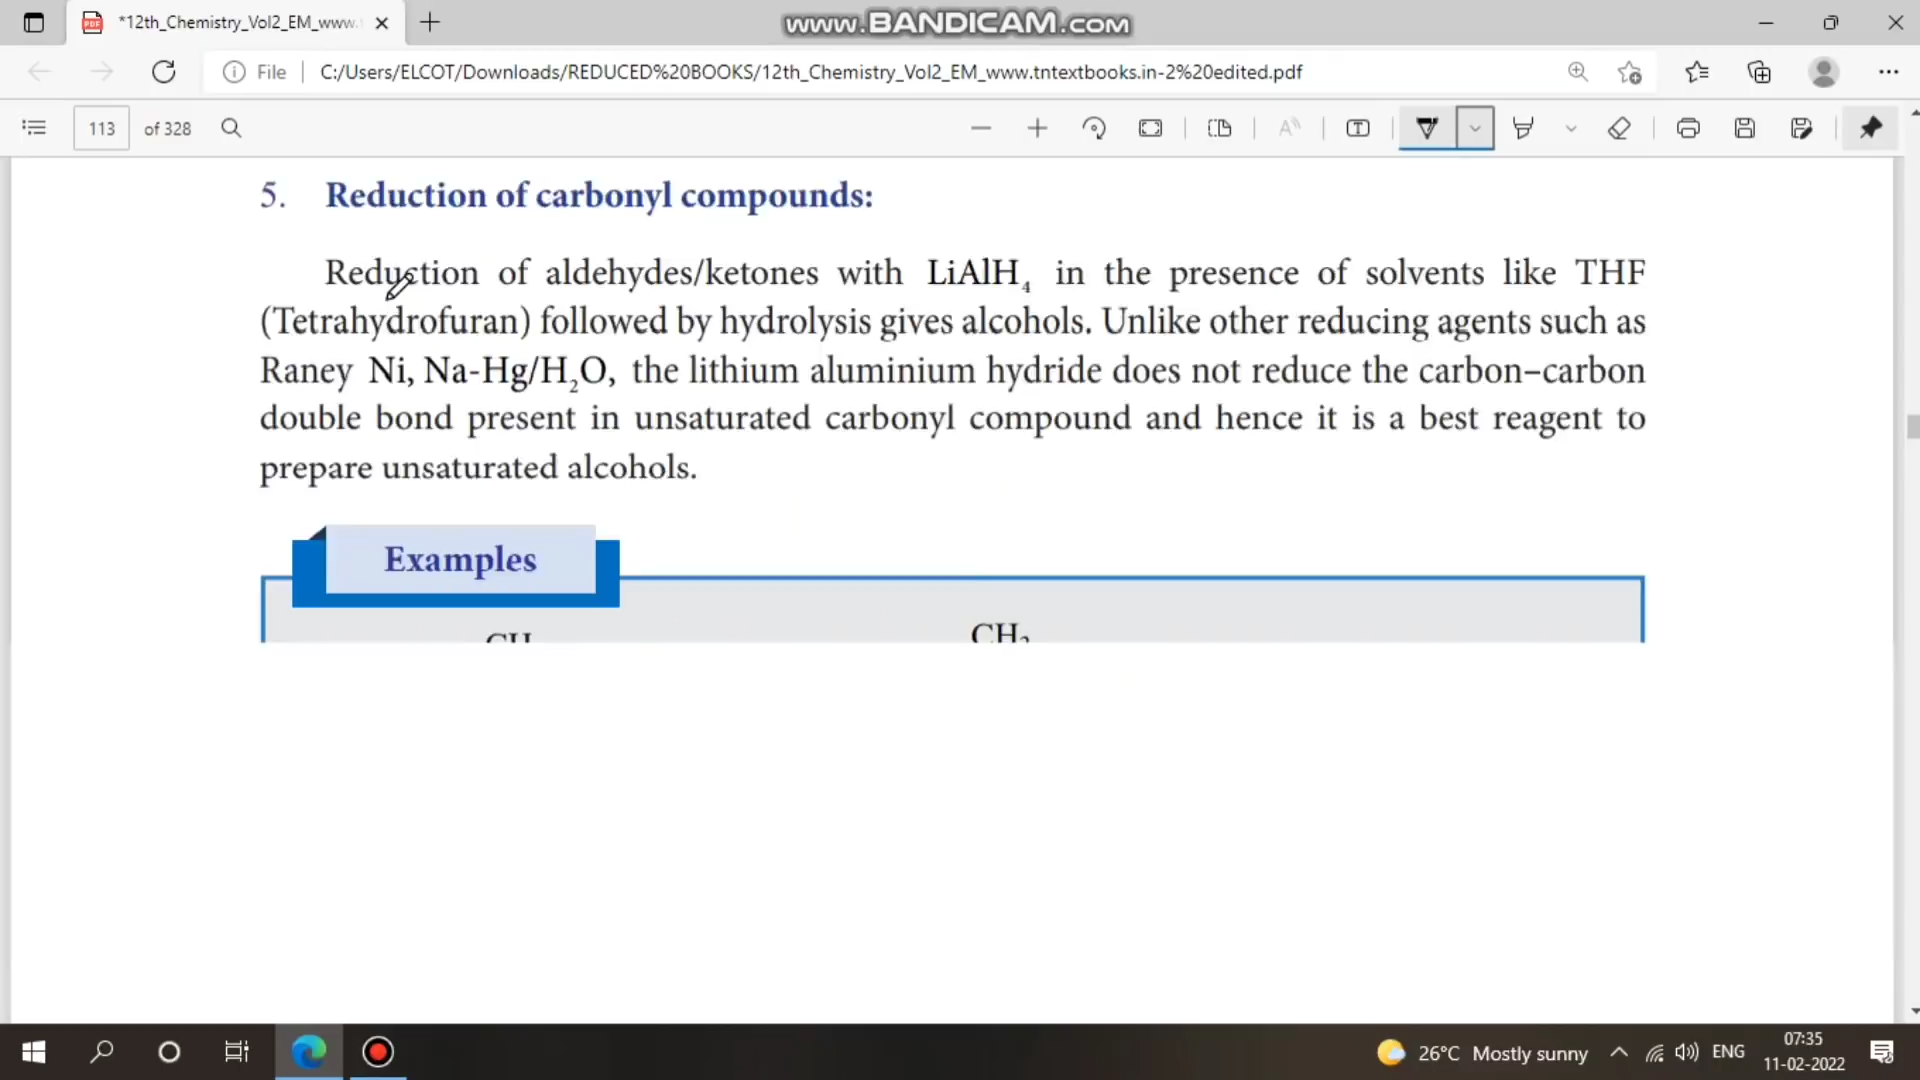 *12th_Chemistry_Vol2_EM_www.
www.BANDICAM.com
File
C:/Users/ELCOT/Downloads/REDUCED%20BOOKS/12th_Chemistry_Vol2_EM_www.tntextbooks.in-2%20edited.pdf
113 of 328
5. Reduction of carbonyl compounds:
Reduction of aldehydes/ketones with LiAlH₄ in the presence of solvents like THF
(Tetrahydrofuran) followed by hydrolysis gives alcohols. Unlike other reducing agents such as
Raney Ni, Na-Hg/H₂O, the lithium aluminium hydride does not reduce the carbon–carbon
double bond present in unsaturated carbonyl compound and hence it is a best reagent to
prepare unsaturated alcohols.
Examples
26°C Mostly sunny
ENG
07:35
11-02-2022